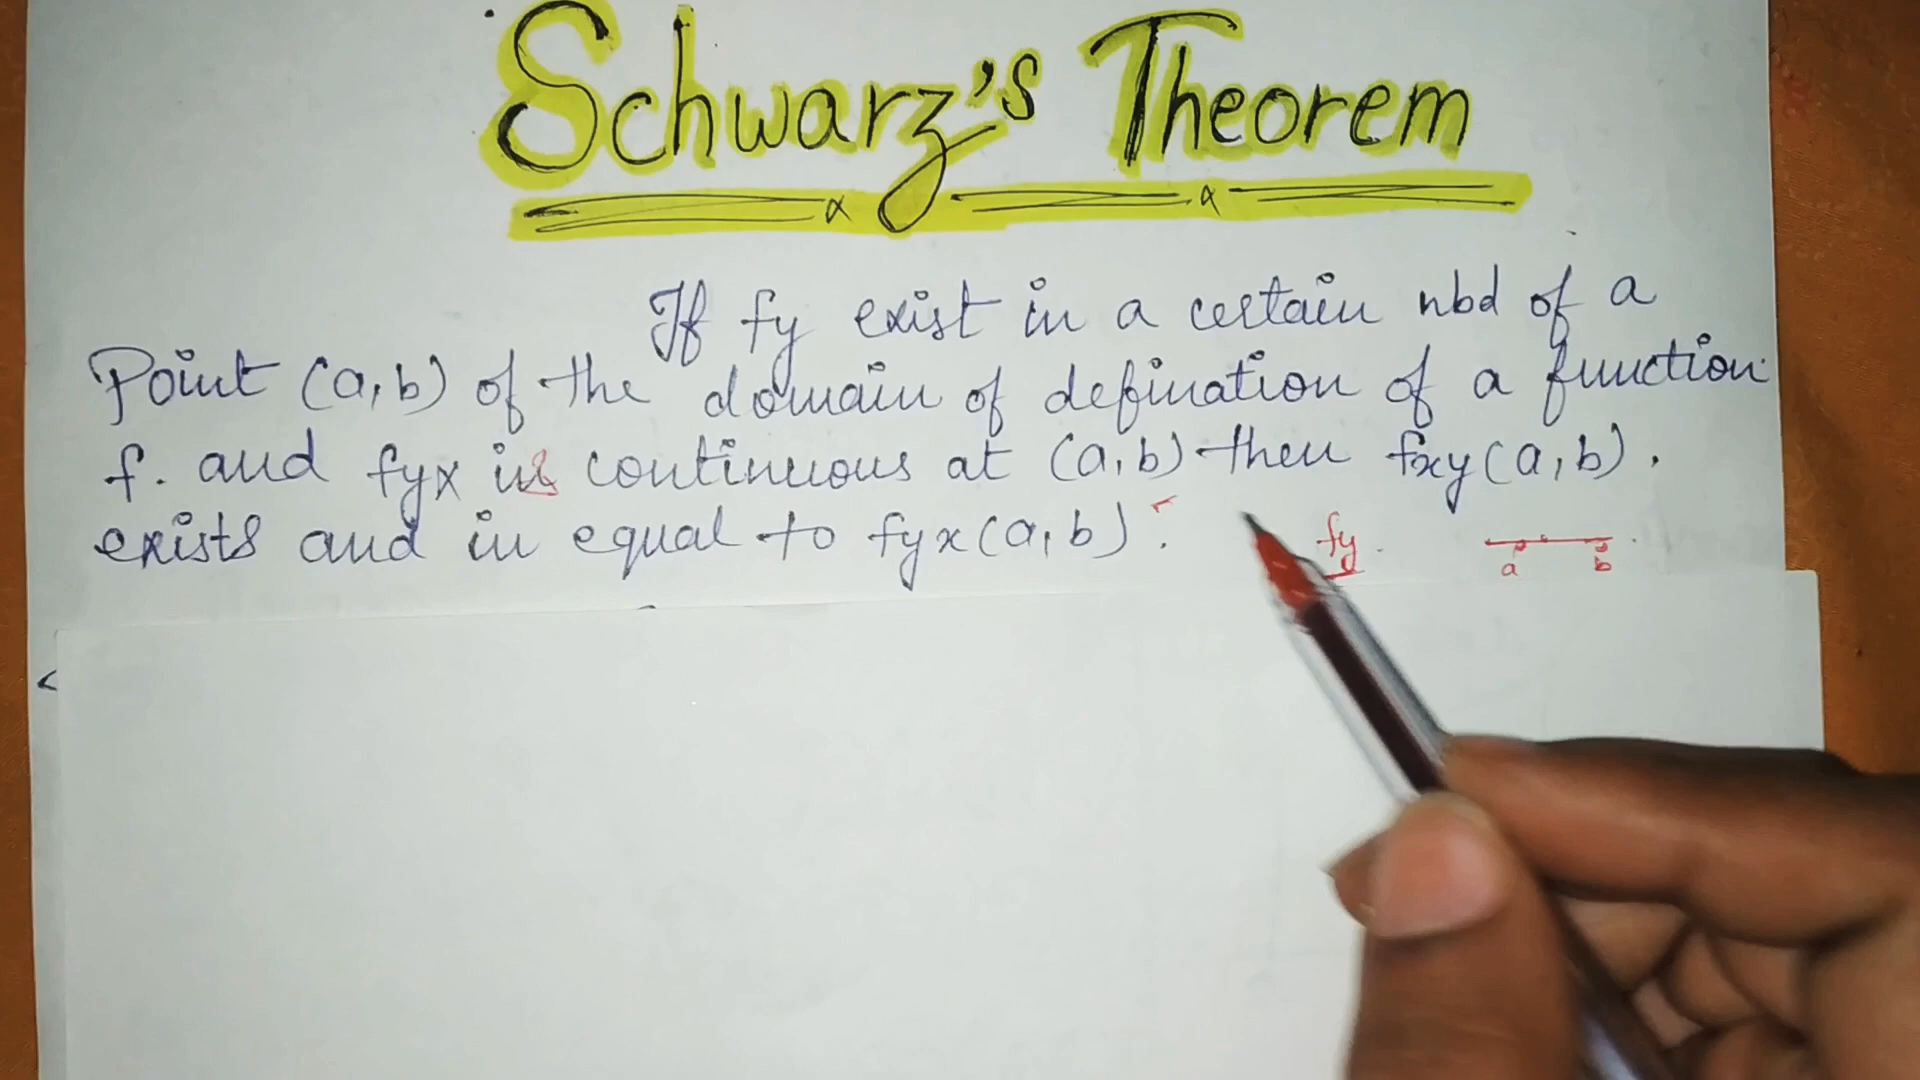 Schwarz's Theorem
If fy exist in a certain nbd of a
Point (a,b) of the domain of defination of a function
f. and fyx is continuous at (a,b) then fxy(a,b).
exists and in equal to fyx(a,b).
fy.
a b